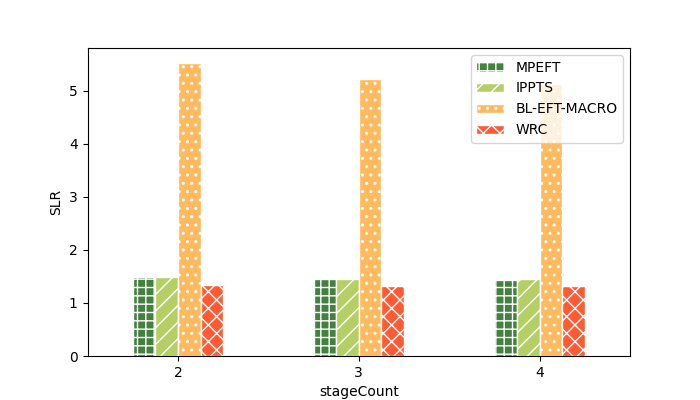 MPEFT
IPPTS
BL-EFT-MACRO
WRC
SLR
5
4
3
2
1
0
2 3 4
stageCount